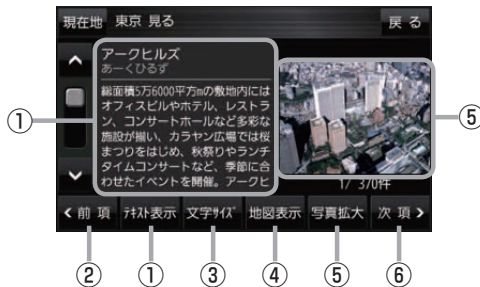 現在地 東京 見る 戻る
アークヒルズ
あーくひるず
総面積5万6000平方mの敷地内には
オフィスビルやホテル、レストラ
ン、コンサートホールなど多彩な
施設が揃い、カラヤン広場では桜
まつりをはじめ、秋祭りやランチ
タイムコンサートなど、季節に合
わせたイベントを開催。アークヒ
① ⑤
1/ 370件
前 項 ﾃｷｽﾄ表示 文字ｻｲｽﾞ 地図表示 写真拡大 次 項
② ① ③ ④ ⑤ ⑥